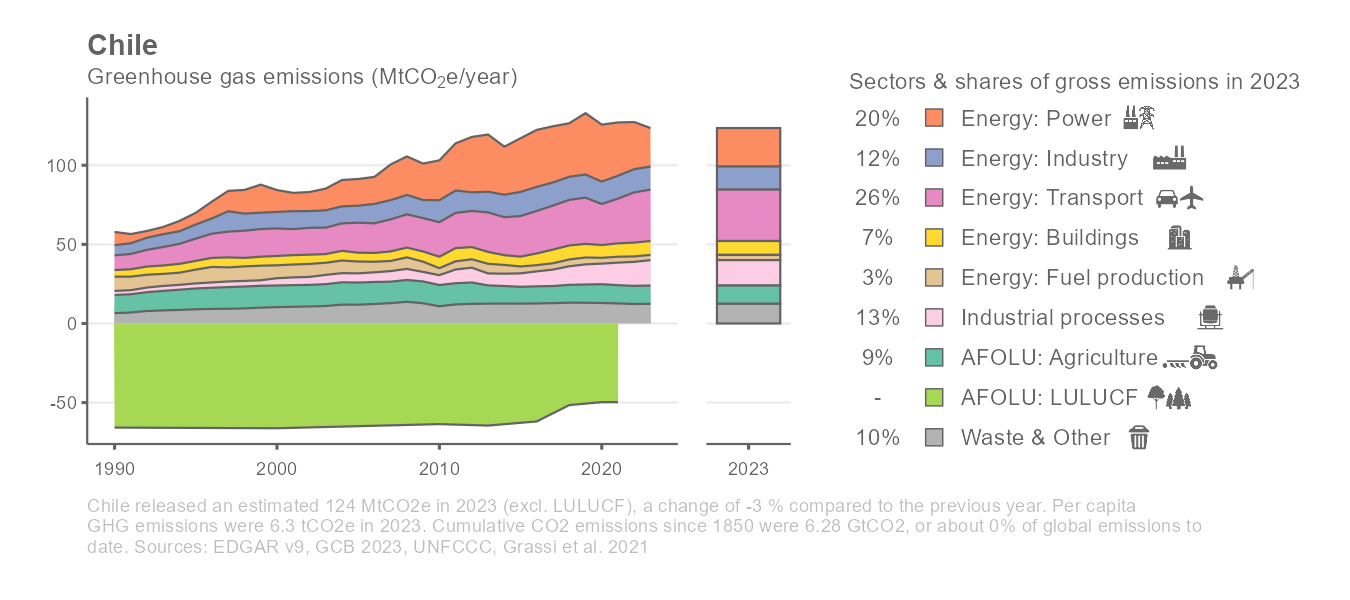 Chile
Greenhouse gas emissions (MtCO₂e/year)
100
50
0
-50
1990
2000
2010
2020
2023
Sectors & shares of gross emissions in 2023
20% Energy: Power
12% Energy: Industry
26% Energy: Transport
7% Energy: Buildings
3% Energy: Fuel production
13% Industrial processes
9% AFOLU: Agriculture
- AFOLU: LULUCF
10% Waste & Other
Chile released an estimated 124 MtCO2e in 2023 (excl. LULUCF), a change of -3 % compared to the previous year. Per capita
GHG emissions were 6.3 tCO2e in 2023. Cumulative CO2 emissions since 1850 were 6.28 GtCO2, or about 0% of global emissions to
date. Sources: EDGAR v9, GCB 2023, UNFCCC, Grassi et al. 2021